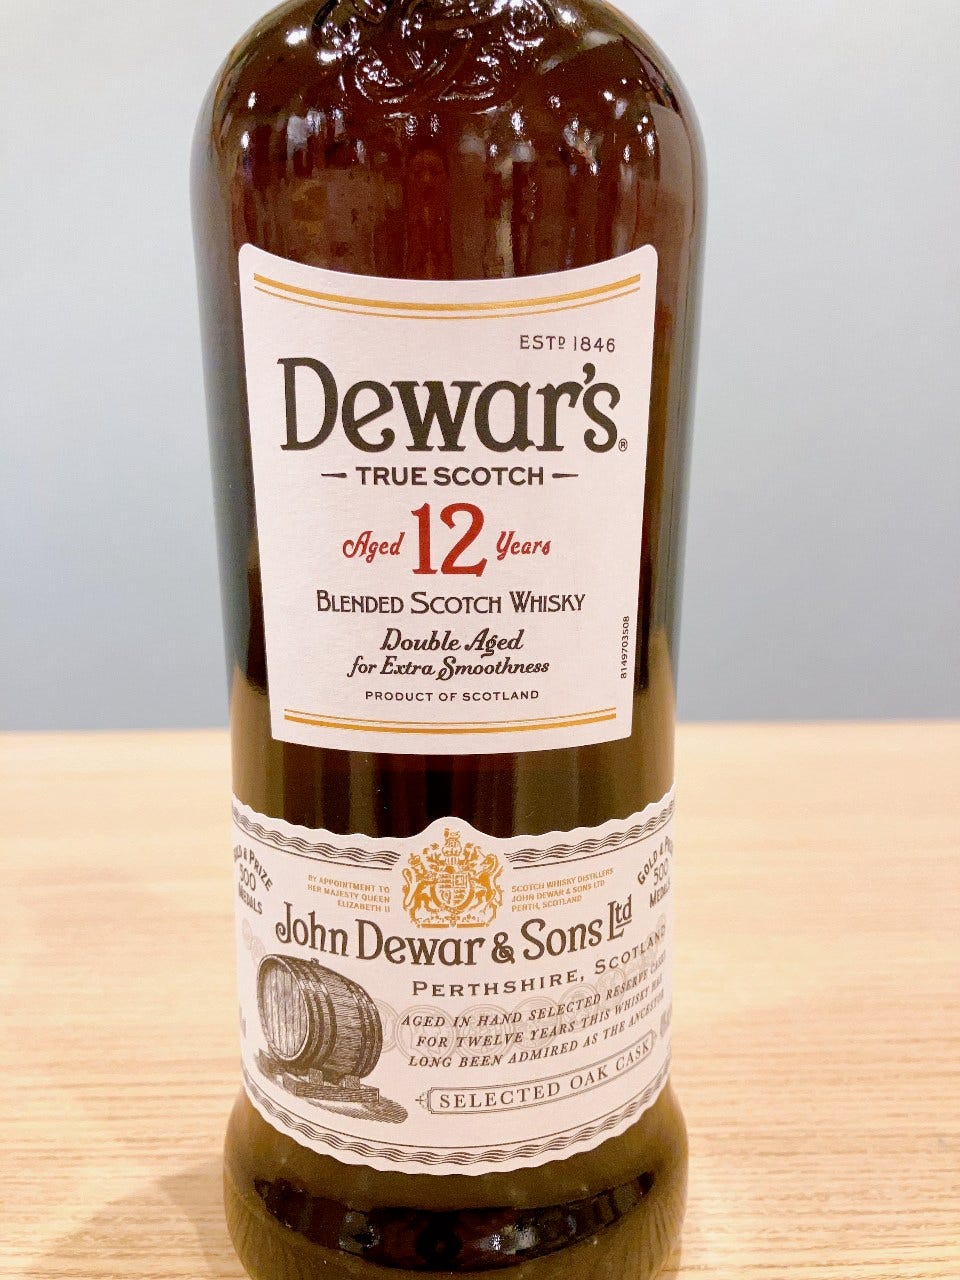 ESTD 1846
Dewar's®
TRUE SCOTCH
Aged 12 Years
BLENDED SCOTCH WHISKY
Double Aged
for Extra Smoothness
PRODUCT OF SCOTLAND
8149703508
& PRIZE
500
MEDALS
BY APPOINTMENT TO
HER MAJESTY QUEEN
ELIZABETH II
SCOTCH WHISKY DISTILLERS
JOHN DEWAR & SONS LTD
PERTH, SCOTLAND
GOLD &
500
John Dewar & Sons Ltd
PERTHSHIRE, SCOTLAND
AGED IN HAND SELECTED RESERVE CASKS
FOR TWELVE YEARS THIS WHISKY HAS
LONG BEEN ADMIRED AS THE ANCESTOR
SELECTED OAK CASK